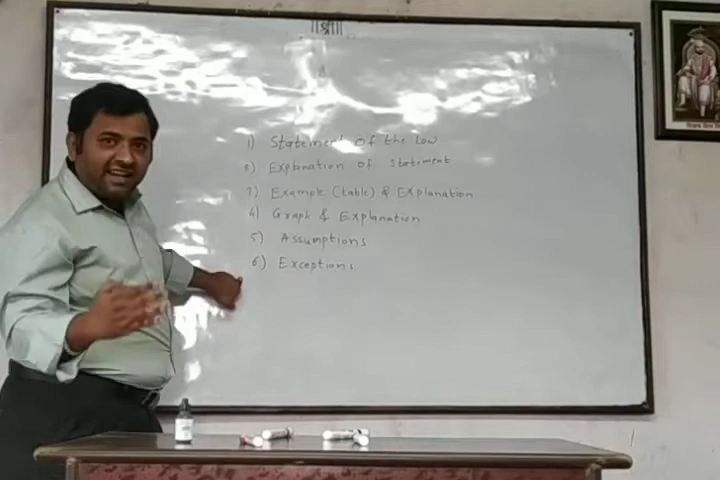 ॥श्री॥
1) Statement of the Law
2) Explanation of statement
3) Example (table) & Explanation
4) Graph & Explanation
5) Assumptions
6) Exceptions